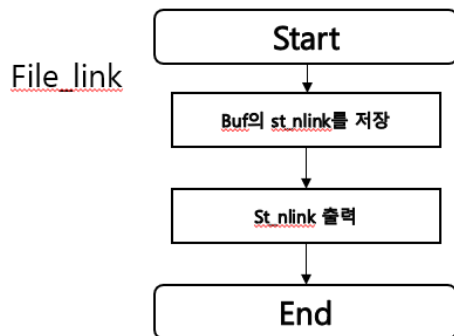 Start
File_link
Buf의 st_nlink를 저장
St_nlink 출력
End